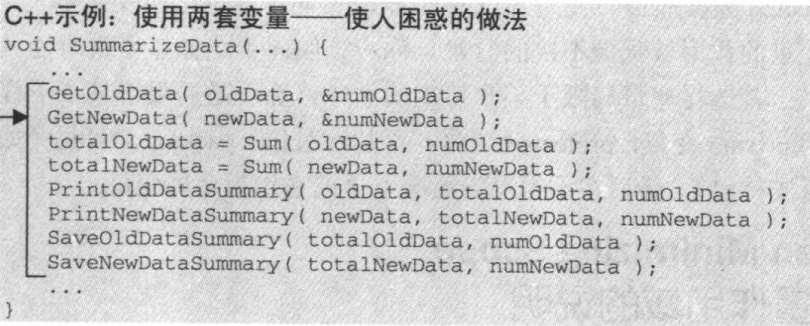 C++示例：使用两套变量——使人困惑的做法
void SummarizeData(...) {
...
GetOldData( oldData, &numOldData );
GetNewData( newData, &numNewData );
totalOldData = Sum( oldData, numOldData );
totalNewData = Sum( newData, numNewData );
PrintOldDataSummary( oldData, totalOldData, numOldData );
PrintNewDataSummary( newData, totalNewData, numNewData );
SaveOldDataSummary( totalOldData, numOldData );
SaveNewDataSummary( totalNewData, numNewData );
...
}